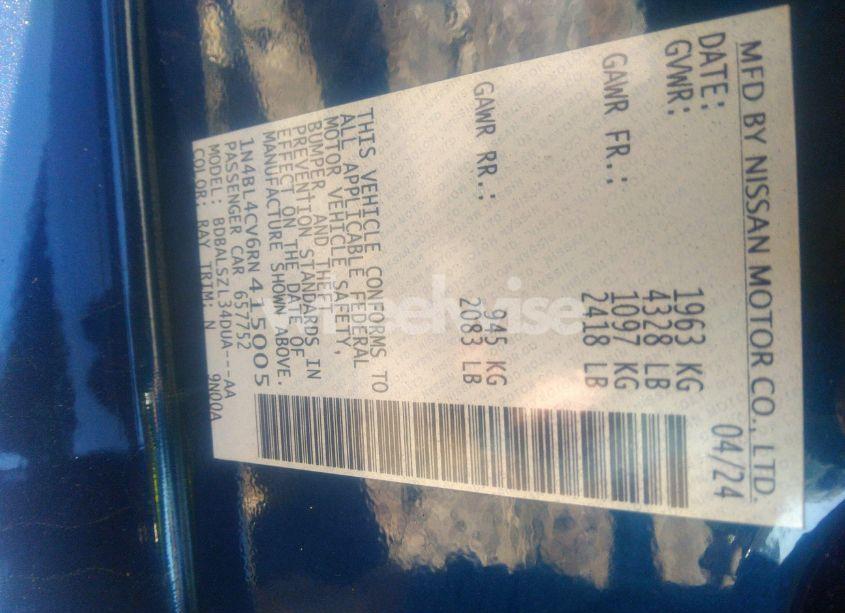 MFD BY NISSAN MOTOR CO., LTD.
DATE: 04/24
GVWR: 1963 KG
4328 LB
GAWR FR.: 1097 KG
2418 LB
GAWR RR.: 945 KG
2083 LB
THIS VEHICLE CONFORMS TO
ALL APPLICABLE FEDERAL
MOTOR VEHICLE SAFETY,
BUMPER, AND THEFT
PREVENTION STANDARDS IN
EFFECT ON THE DATE OF
MANUFACTURE SHOWN ABOVE.
1N4BL4CV6RN415005
PASSENGER CAR 657752
MODEL: BDBALSZL34DUA---AA
COLOR: RAY TRIM: N 9N00A
wheelwise